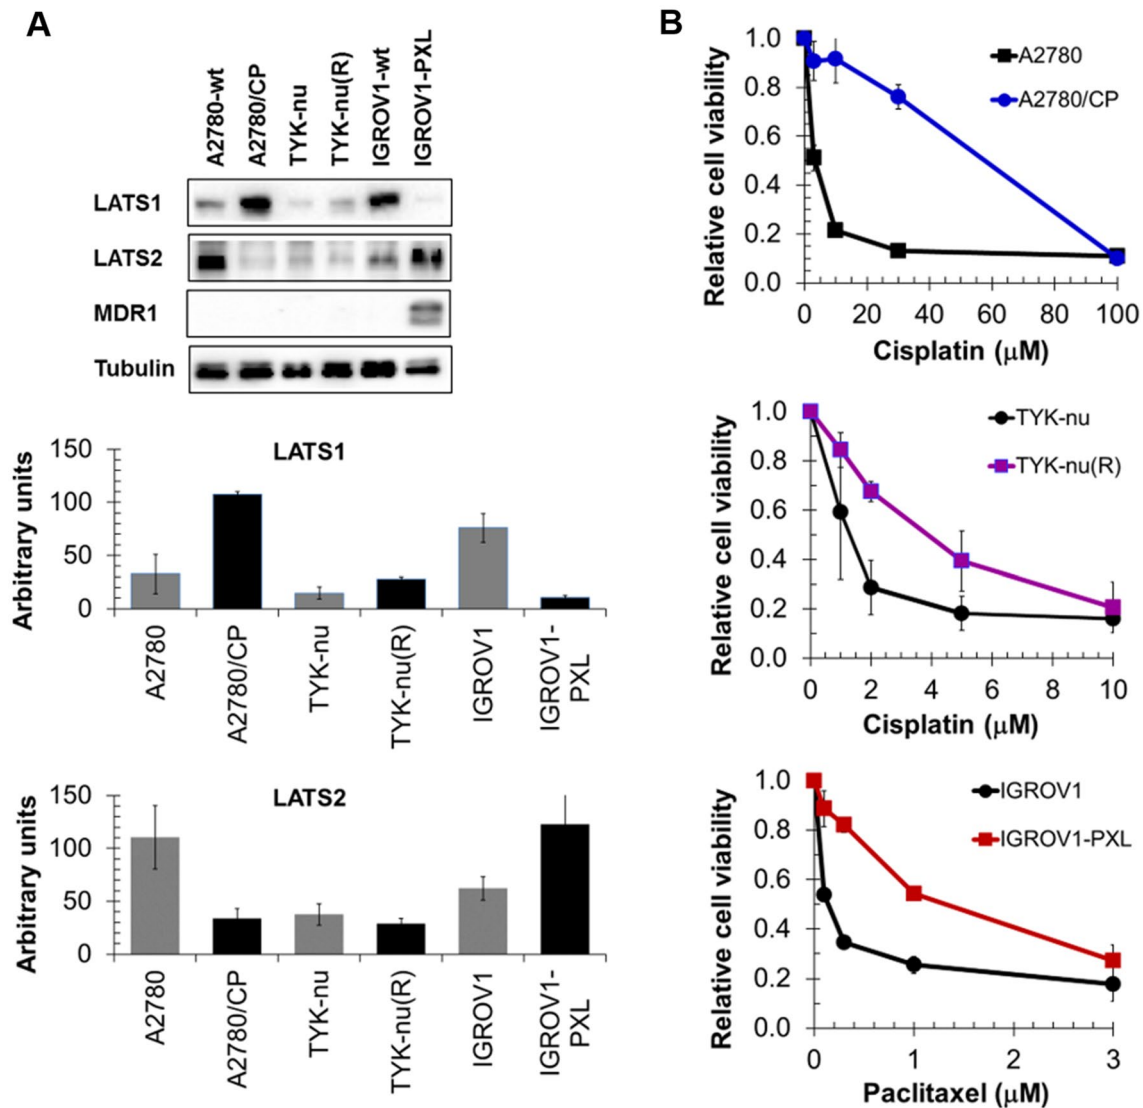 A
A2780-wt
A2780/CP
TYK-nu
TYK-nu(R)
IGROV1-wt
IGROV1-PXL
LATS1
LATS2
MDR1
Tubulin
LATS1
Arbitrary units
150
100
50
0
A2780
A2780/CP
TYK-nu
TYK-nu(R)
IGROV1
IGROV1-
PXL
LATS2
Arbitrary units
150
100
50
0
A2780
A2780/CP
TYK-nu
TYK-nu(R)
IGROV1
IGROV1-
PXL
B
Relative cell viability
1.0
0.8
0.6
0.4
0.2
0.0
A2780
A2780/CP
0 20 40 60 80 100
Cisplatin (μM)
Relative cell viability
1.0
0.8
0.6
0.4
0.2
0.0
TYK-nu
TYK-nu(R)
0 2 4 6 8 10
Cisplatin (μM)
Relative cell viability
1.0
0.8
0.6
0.4
0.2
0.0
IGROV1
IGROV1-PXL
0 1 2 3
Paclitaxel (μM)